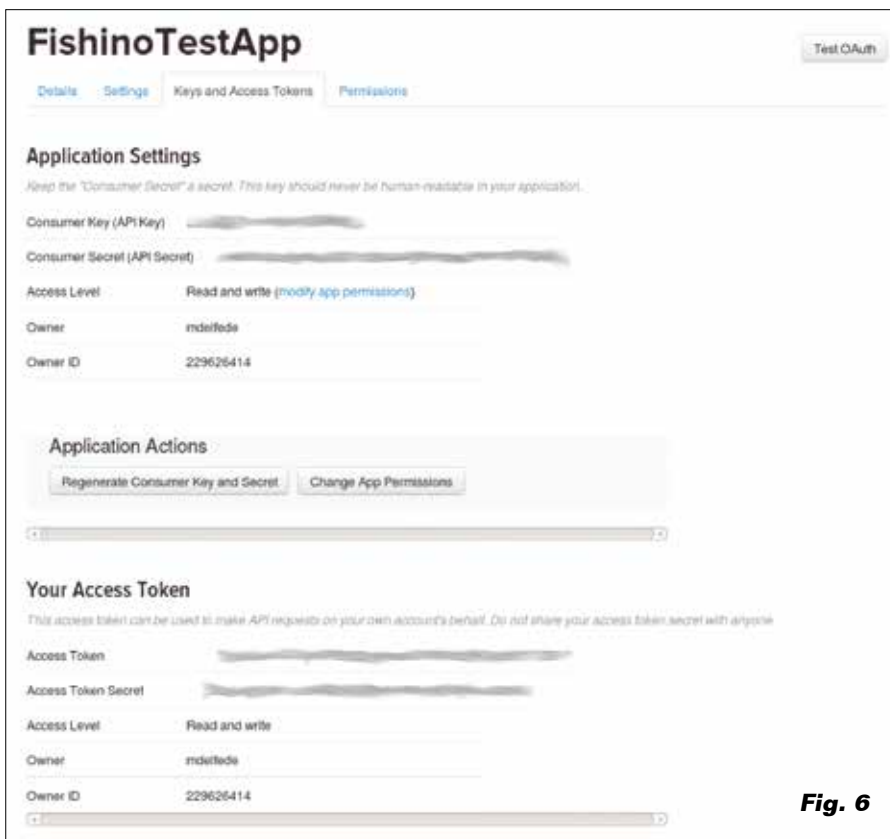 FishinoTestApp
Test OAuth
Details Settings Keys and Access Tokens Permissions
Application Settings
Keep the "Consumer Secret" a secret. This key should never be human-readable in your application.
Consumer Key (API Key)
Consumer Secret (API Secret)
Access Level Read and write (modify app permissions)
Owner mdelfede
Owner ID 229626414
Application Actions
Regenerate Consumer Key and Secret Change App Permissions
Your Access Token
This access token can be used to make API requests on your own account's behalf. Do not share your access token secret with anyone
Access Token
Access Token Secret
Access Level Read and write
Owner mdelfede
Owner ID 229626414
Fig. 6